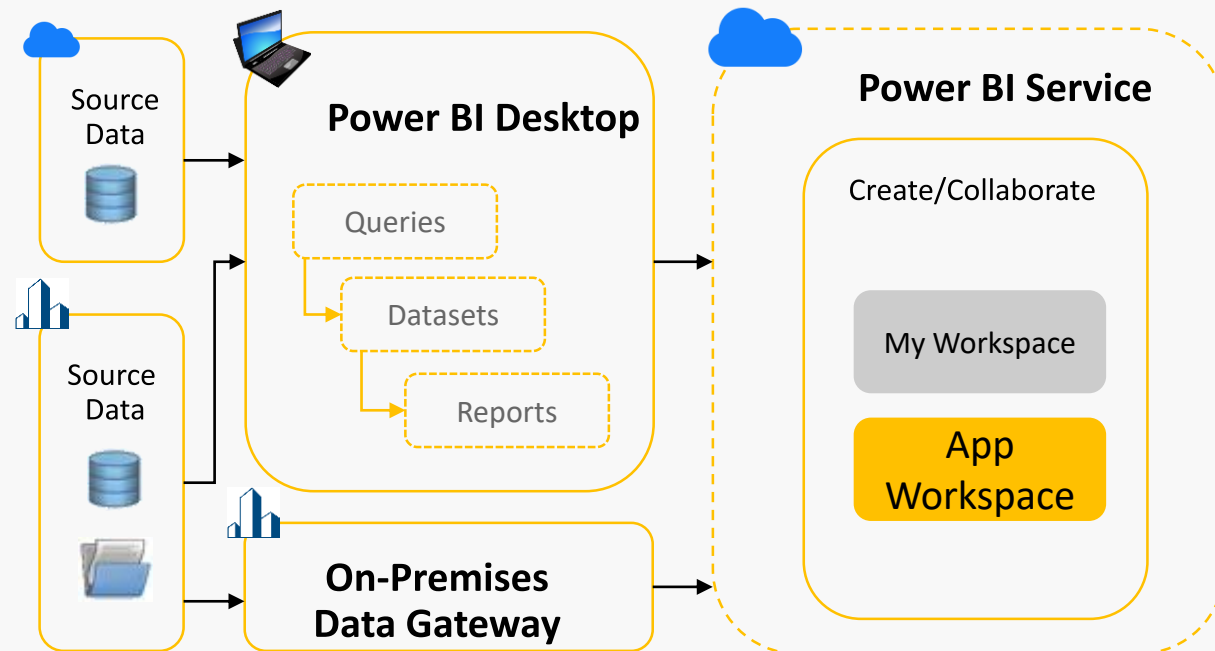 Source
Data
Power BI Desktop
Queries
Datasets
Reports
Source
Data
On-Premises
Data Gateway
Power BI Service
Create/Collaborate
My Workspace
App
Workspace